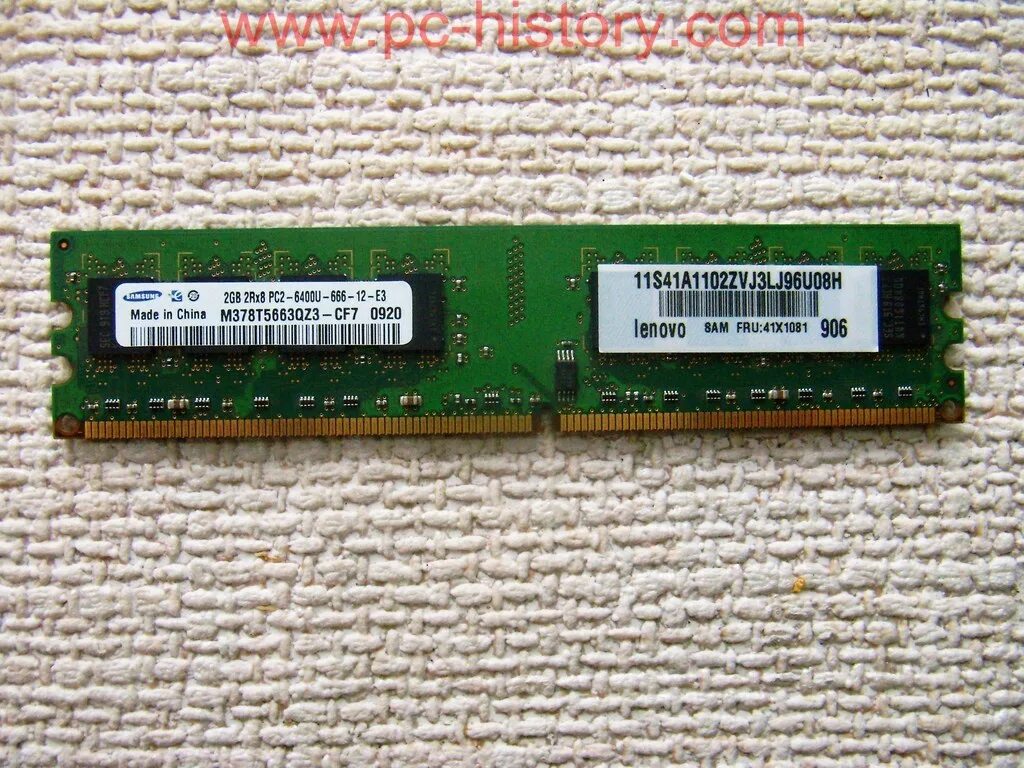 www.pc-history.com
SAMSUNG 2GB 2Rx8 PC2-6400U-666-12-E3
Made in China M378T5663QZ3-CF7 0920
11S41A1102ZVJ3LJ96U08H
lenovo SAM FRU:41X1081 906